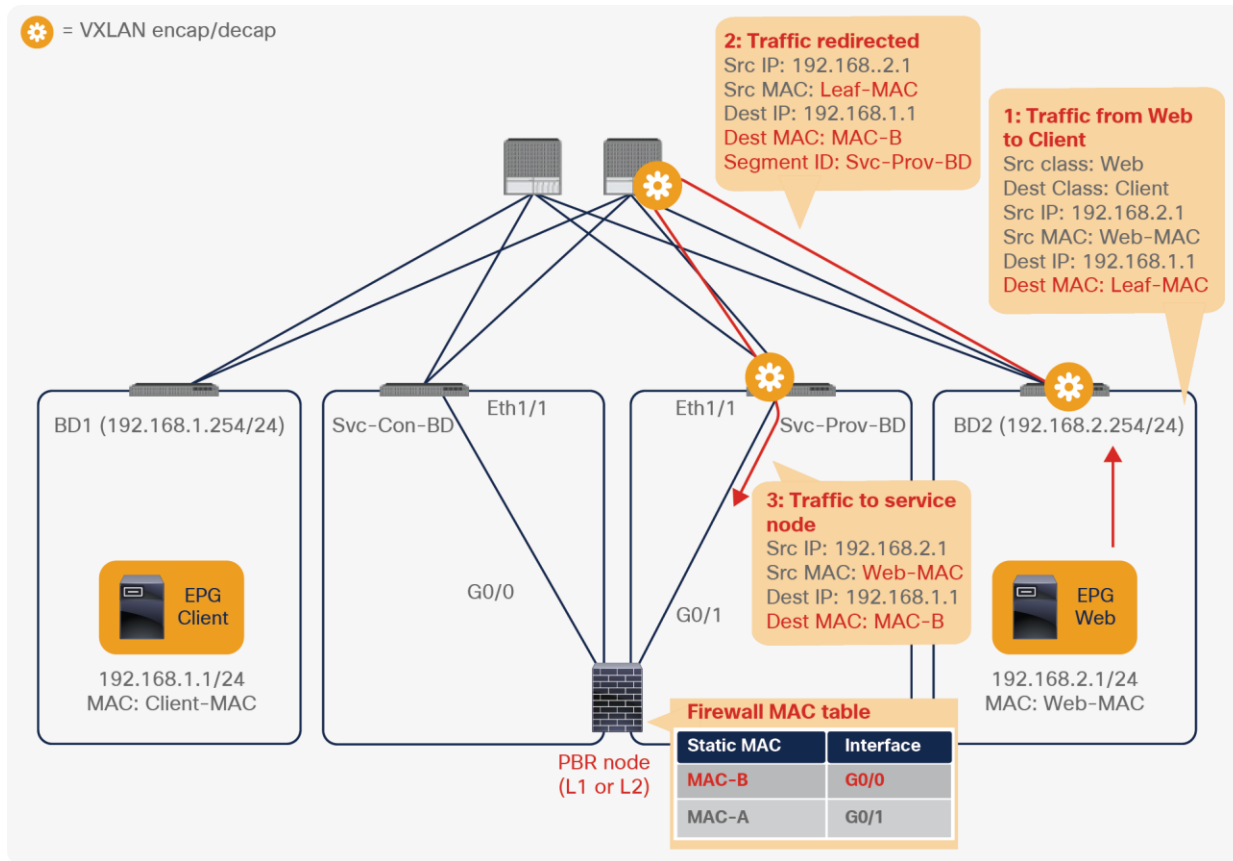 = VXLAN encap/decap
2: Traffic redirected
Src IP: 192.168..2.1
Src MAC: Leaf-MAC
Dest IP: 192.168.1.1
Dest MAC: MAC-B
Segment ID: Svc-Prov-BD
1: Traffic from Web
to Client
Src class: Web
Dest Class: Client
Src IP: 192.168.2.1
Src MAC: Web-MAC
Dest IP: 192.168.1.1
Dest MAC: Leaf-MAC
BD1 (192.168.1.254/24)
Svc-Con-BD
Eth1/1
Eth1/1
Svc-Prov-BD
BD2 (192.168.2.254/24)
3: Traffic to service
node
Src IP: 192.168.2.1
Src MAC: Web-MAC
Dest IP: 192.168.1.1
Dest MAC: MAC-B
G0/0
G0/1
EPG
Client
192.168.1.1/24
MAC: Client-MAC
EPG
Web
192.168.2.1/24
MAC: Web-MAC
PBR node
(L1 or L2)
Firewall MAC table
Static MAC Interface
MAC-B G0/0
MAC-A G0/1